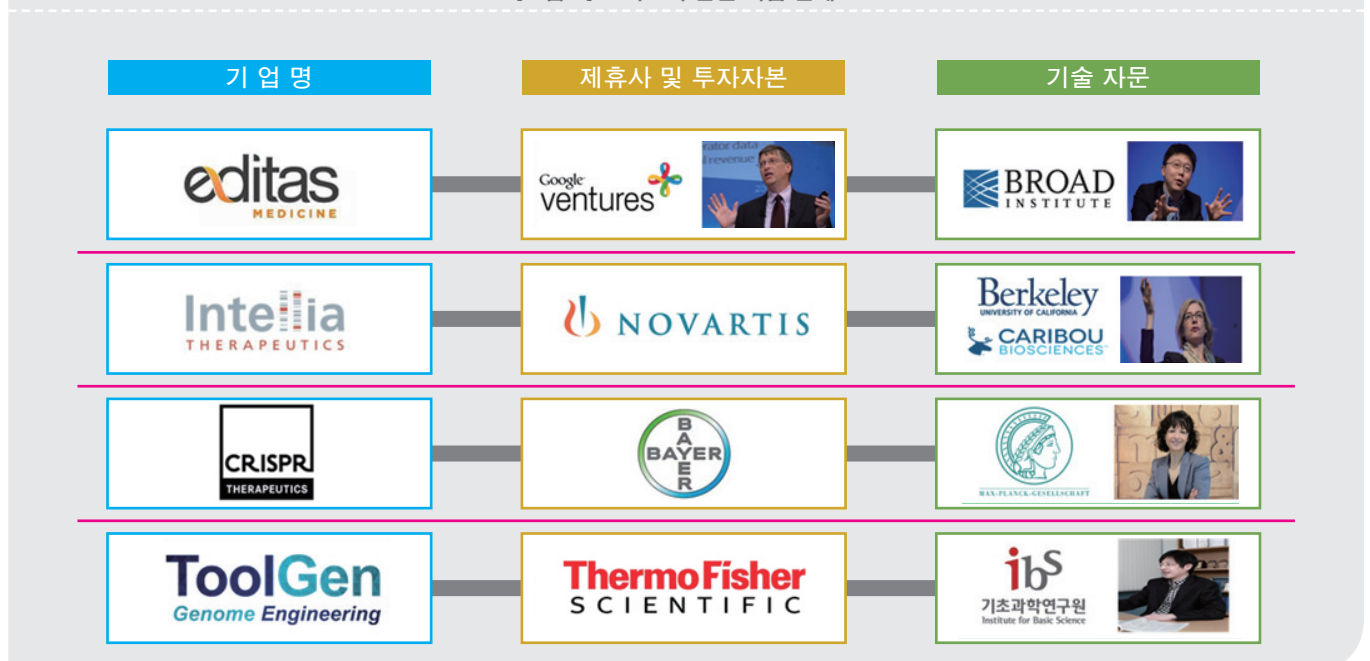 기 업 명
제휴사 및 투자자본
기술 자문
editas
MEDICINE
Google
ventures
BROAD
INSTITUTE
Intellia
THERAPEUTICS
NOVARTIS
Berkeley
UNIVERSITY OF CALIFORNIA
CARIBOU
BIOSCIENCES
CRISPR
THERAPEUTICS
BAYER
BAYER
MAX-PLANCK-GESELLSCHAFT
ToolGen
Genome Engineering
ThermoFisher
SCIENTIFIC
ibS
기초과학연구원
Institute for Basic Science